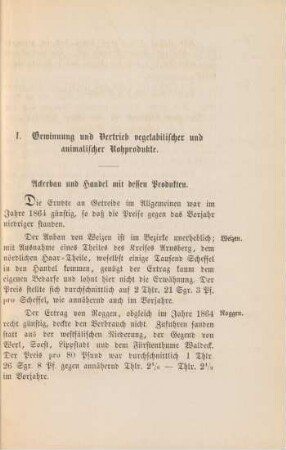 I. Gewinnung und Vertrieb vegetabilischer und
animalischer Rohprodukte.
Ackerbau und Handel mit dessen Produkten.
Die Erndte an Getreide im Allgemeinen war im
Jahre 1864 günstig, so daß die Preise gegen das Vorjahr
niedriger standen.
Der Anbau von Weizen ist im Bezirke unerheblich; mit Weizen.
Ausnahme eines Theiles des Kreises Arnsberg, dem
nördlichen Haar-Theile, woselbst einige Tausend Scheffel
in den Handel kommen, genügt der Ertrag kaum dem
eigenen Bedarfe und lohnt hier nicht die Erwähnung. Der
Preis stellte sich durchschnittlich auf 2 Thlr. 21 Sgr. 3 Pf.
pro Scheffel, wie annähernd auch im Vorjahre.
Der Ertrag von Roggen, obgleich im Jahre 1864 Roggen.
recht günstig, deckte den Verbrauch nicht. Zufuhren fanden
statt aus der westfälischen Niederung, der Gegend von
Werl, Soest, Lippstadt und dem Fürstenthume Waldeck.
Der Preis pro 80 Pfund war durchschnittlich 1 Thlr.
26 Sgr. 8 Pf. gegen annähernd Thlr. — Thlr.
im Vorjahre.